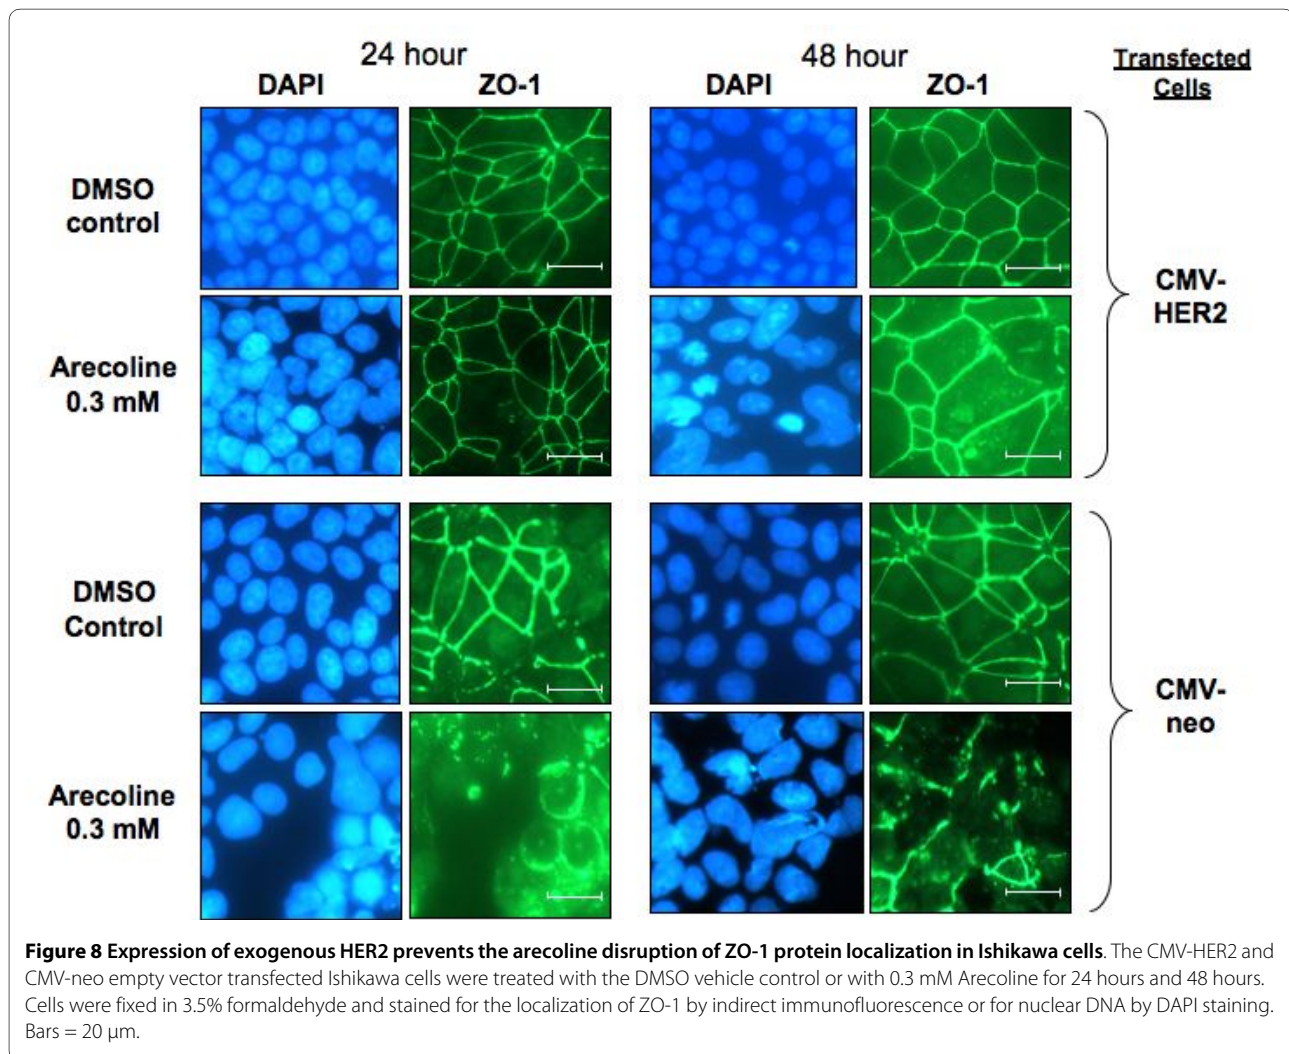 24 hour
48 hour
Transfected
Cells
DAPI
ZO-1
DAPI
ZO-1
DMSO
control
CMV-
HER2
Arecoline
0.3 mM
DMSO
Control
CMV-
neo
Arecoline
0.3 mM
Figure 8 Expression of exogenous HER2 prevents the arecoline disruption of ZO-1 protein localization in Ishikawa cells. The CMV-HER2 and
CMV-neo empty vector transfected Ishikawa cells were treated with the DMSO vehicle control or with 0.3 mM Arecoline for 24 hours and 48 hours.
Cells were fixed in 3.5% formaldehyde and stained for the localization of ZO-1 by indirect immunofluorescence or for nuclear DNA by DAPI staining.
Bars = 20 μm.